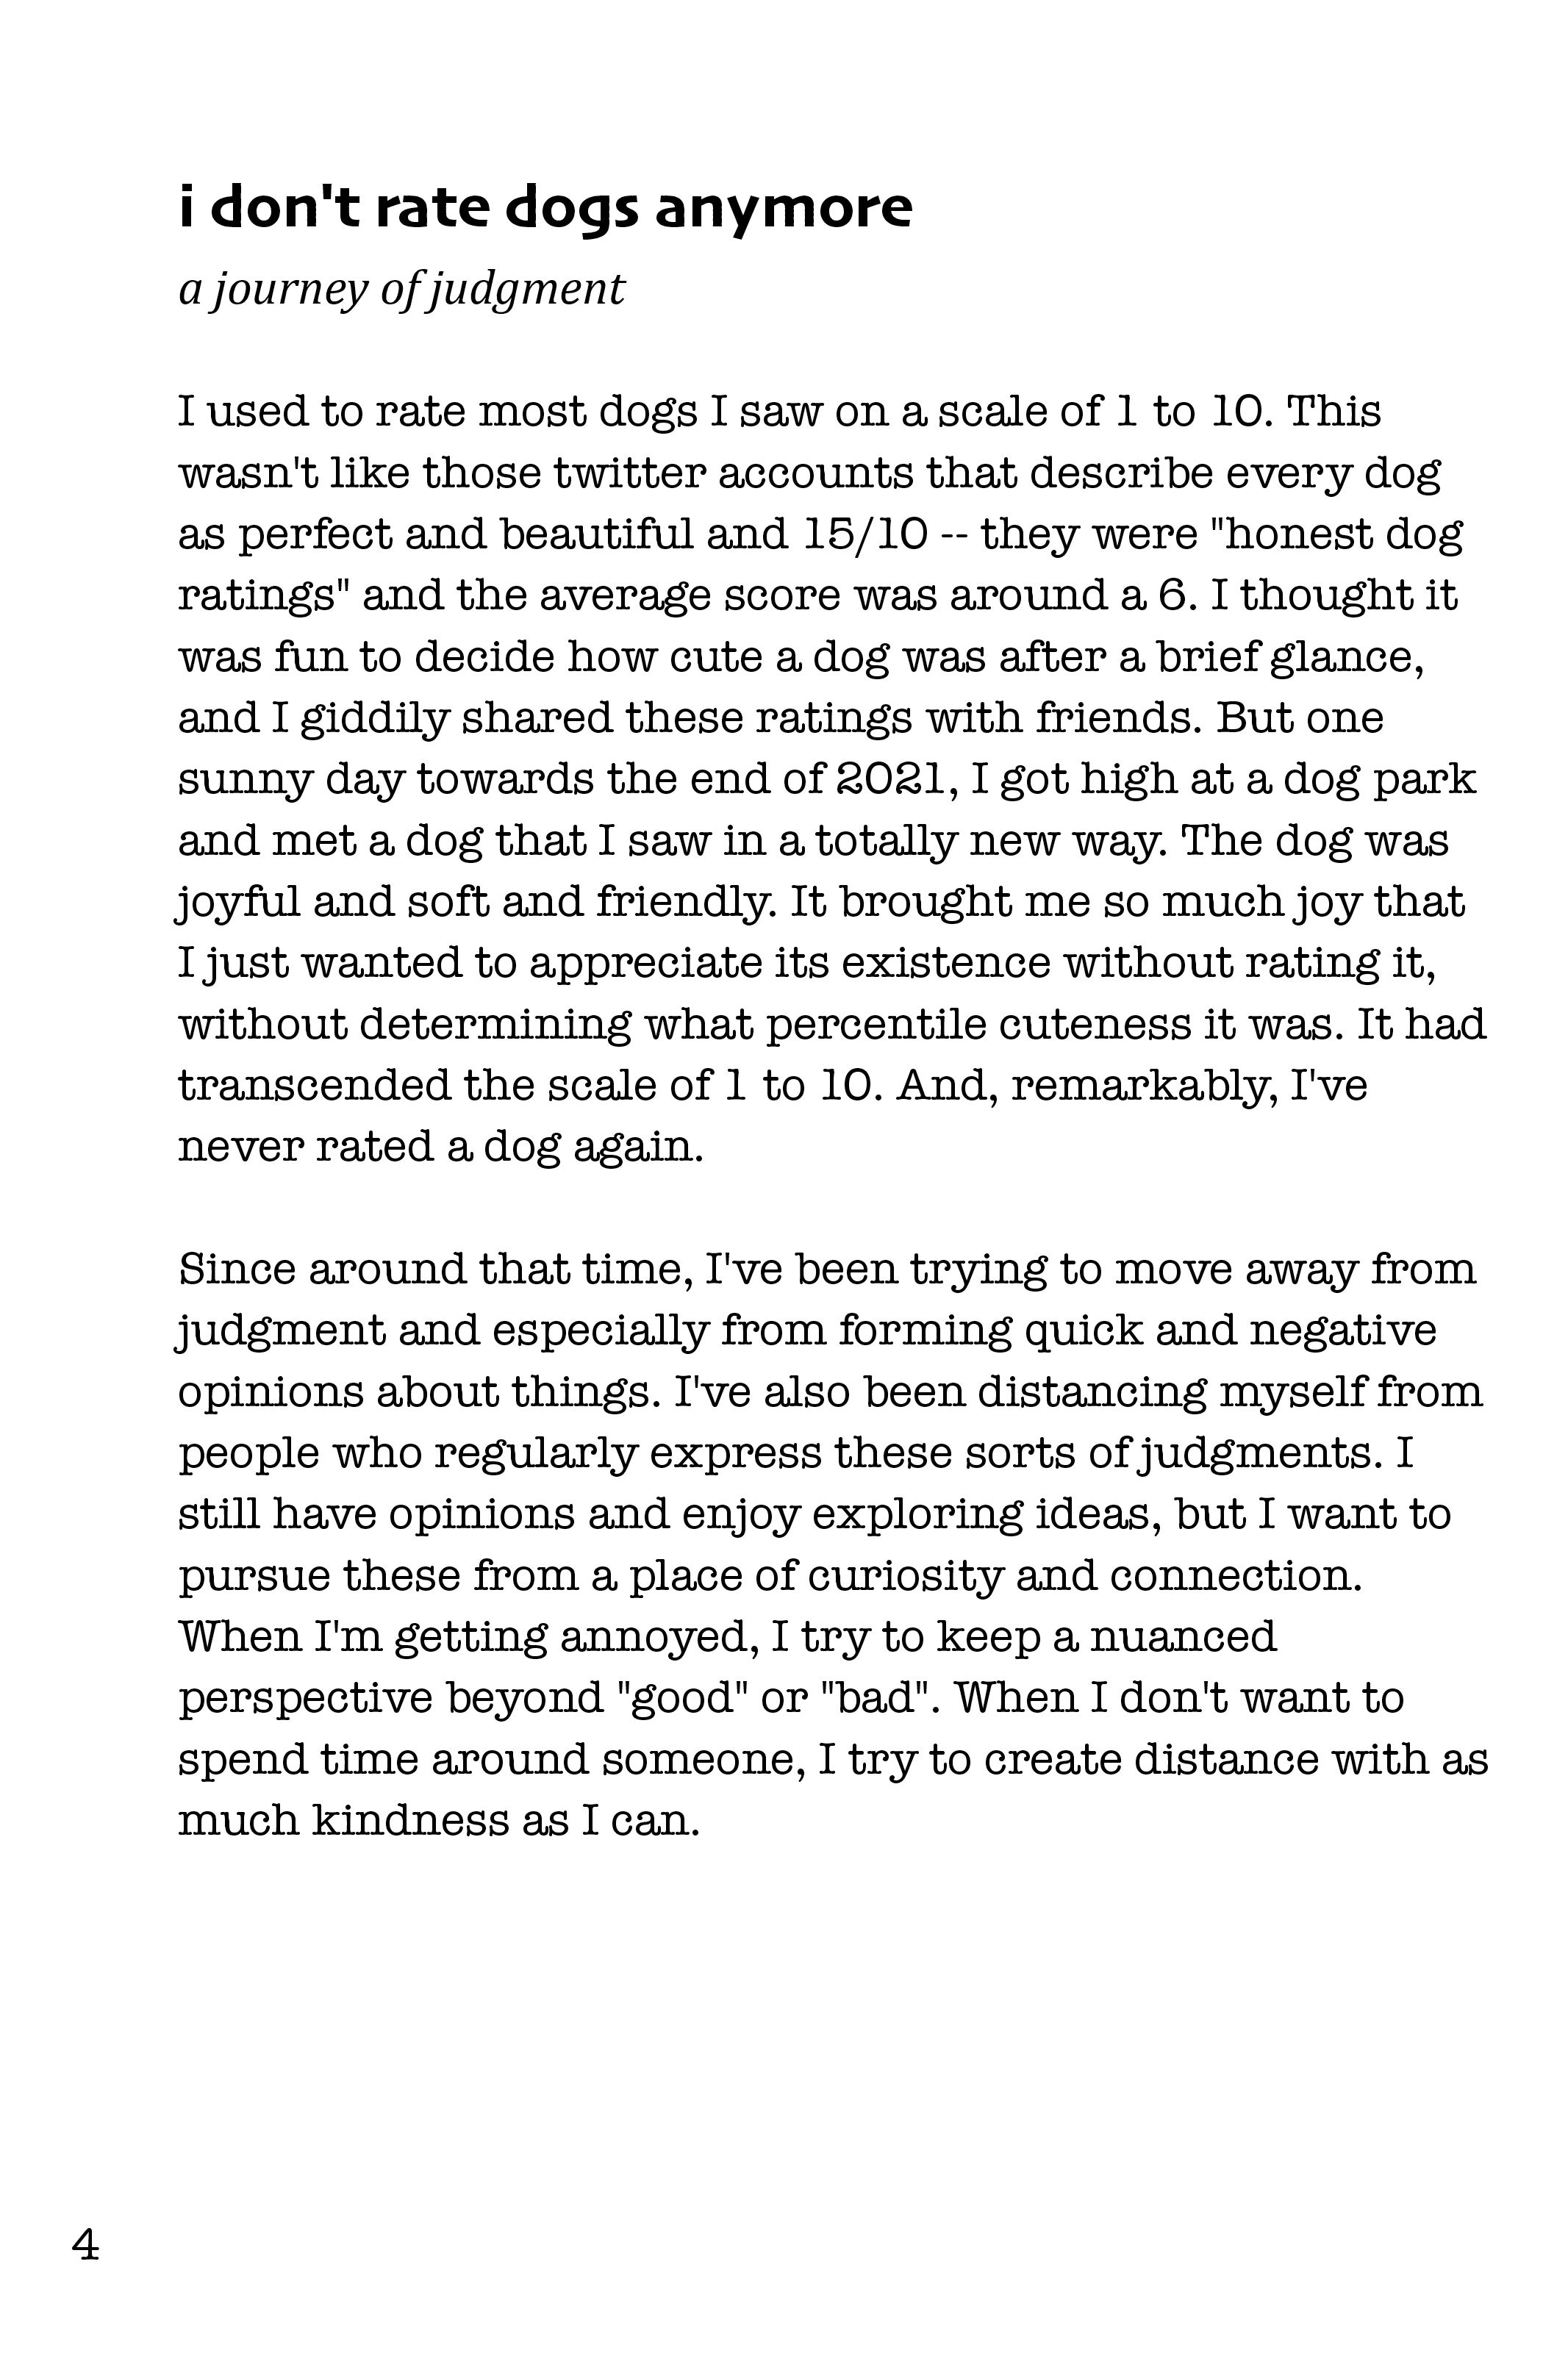 i don't rate dogs anymore
a journey of judgment
I used to rate most dogs I saw on a scale of 1 to 10. This
wasn't like those twitter accounts that describe every dog
as perfect and beautiful and 15/10 -- they were "honest dog
ratings" and the average score was around a 6. I thought it
was fun to decide how cute a dog was after a brief glance,
and I giddily shared these ratings with friends. But one
sunny day towards the end of 2021, I got high at a dog park
and met a dog that I saw in a totally new way. The dog was
joyful and soft and friendly. It brought me so much joy that
I just wanted to appreciate its existence without rating it,
without determining what percentile cuteness it was. It had
transcended the scale of 1 to 10. And, remarkably, I've
never rated a dog again.
Since around that time, I've been trying to move away from
judgment and especially from forming quick and negative
opinions about things. I've also been distancing myself from
people who regularly express these sorts of judgments. I
still have opinions and enjoy exploring ideas, but I want to
pursue these from a place of curiosity and connection.
When I'm getting annoyed, I try to keep a nuanced
perspective beyond "good" or "bad". When I don't want to
spend time around someone, I try to create distance with as
much kindness as I can.
4